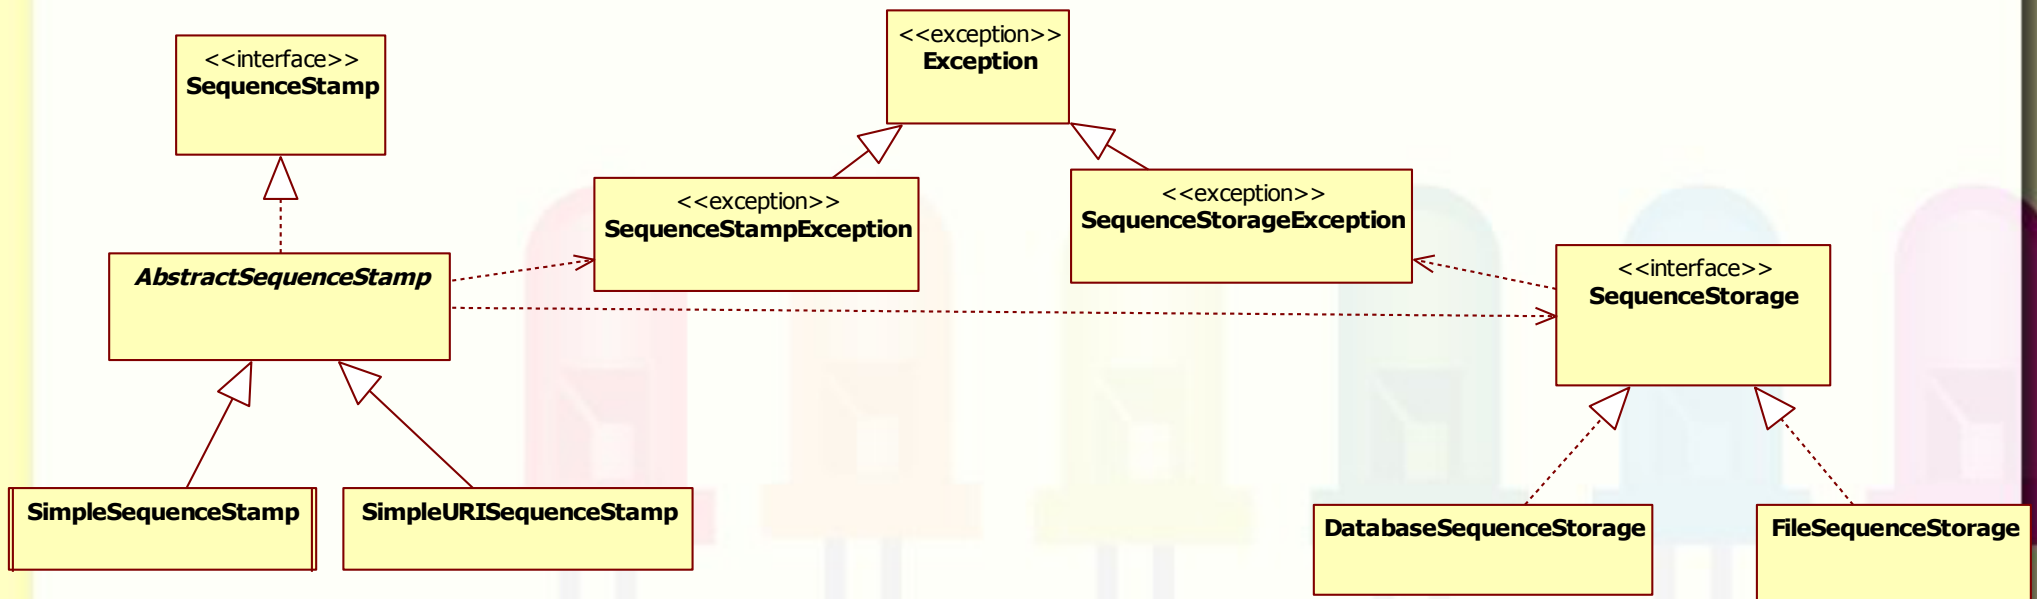 <<interface>>
SequenceStamp
<<exception>>
Exception
<<exception>>
SequenceStampException
<<exception>>
SequenceStorageException
AbstractSequenceStamp
<<interface>>
SequenceStorage
SimpleSequenceStamp
SimpleURISequenceStamp
DatabaseSequenceStorage
FileSequenceStorage